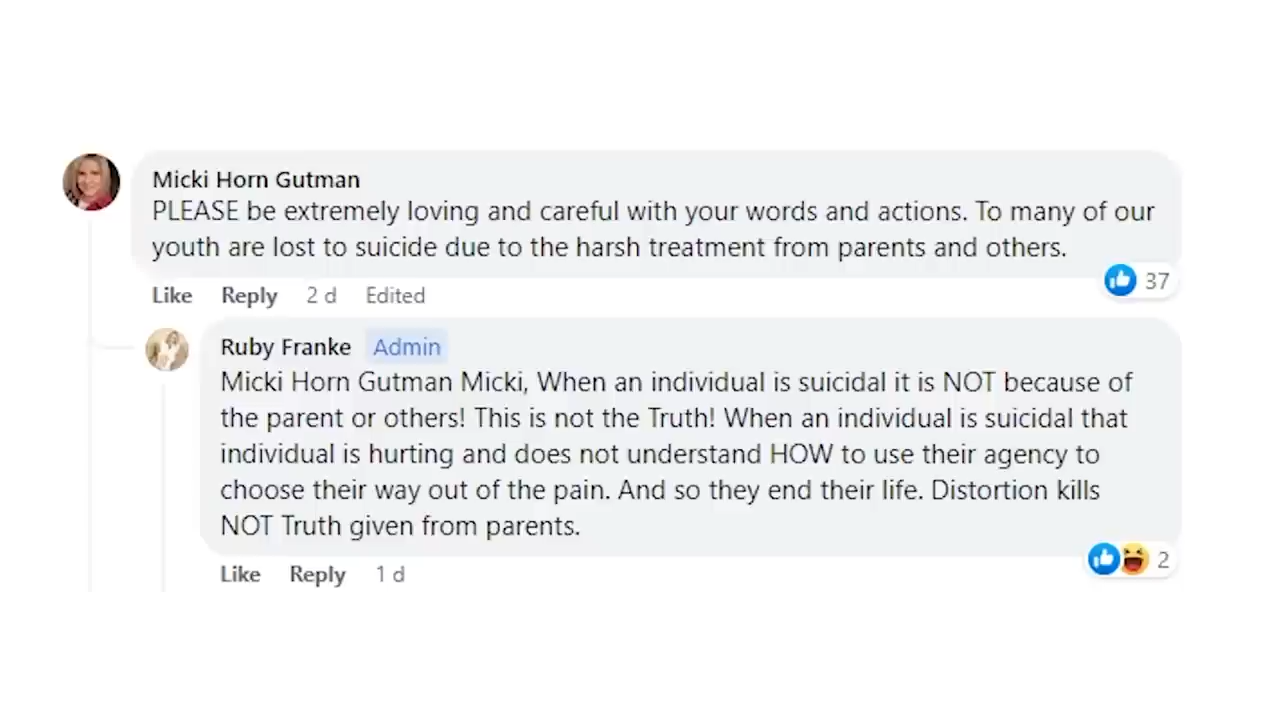 Micki Horn Gutman
PLEASE be extremely loving and careful with your words and actions. To many of our
youth are lost to suicide due to the harsh treatment from parents and others.
37
Like Reply 2 d Edited
Ruby Franke Admin
Micki Horn Gutman Micki, When an individual is suicidal it is NOT because of
the parent or others! This is not the Truth! When an individual is suicidal that
individual is hurting and does not understand HOW to use their agency to
choose their way out of the pain. And so they end their life. Distortion kills
NOT Truth given from parents.
2
Like Reply 1 d